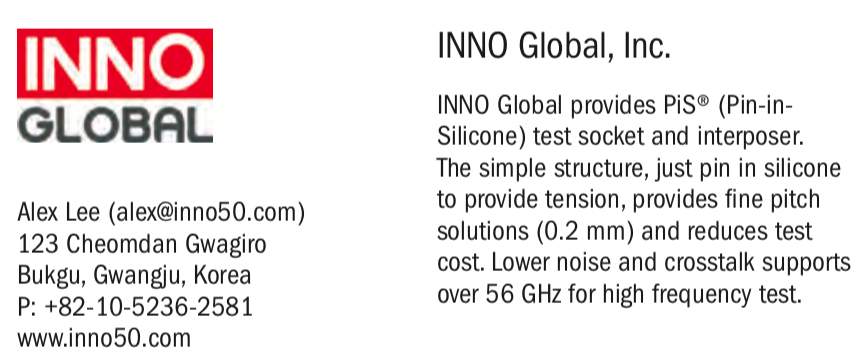 INNO
GLOBAL
Alex Lee (alex@inno50.com)
123 Cheomdan Gwagiro
Bukgu, Gwangju, Korea
P: +82-10-5236-2581
www.inno50.com
INNO Global, Inc.
INNO Global provides PiS® (Pin-in-
Silicone) test socket and interposer.
The simple structure, just pin in silicone
to provide tension, provides fine pitch
solutions (0.2 mm) and reduces test
cost. Lower noise and crosstalk supports
over 56 GHz for high frequency test.